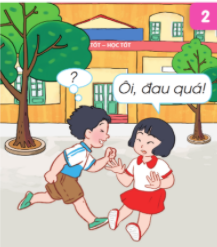 2
TỐT – HỌC TỐT
?
Ôi, đau quá!